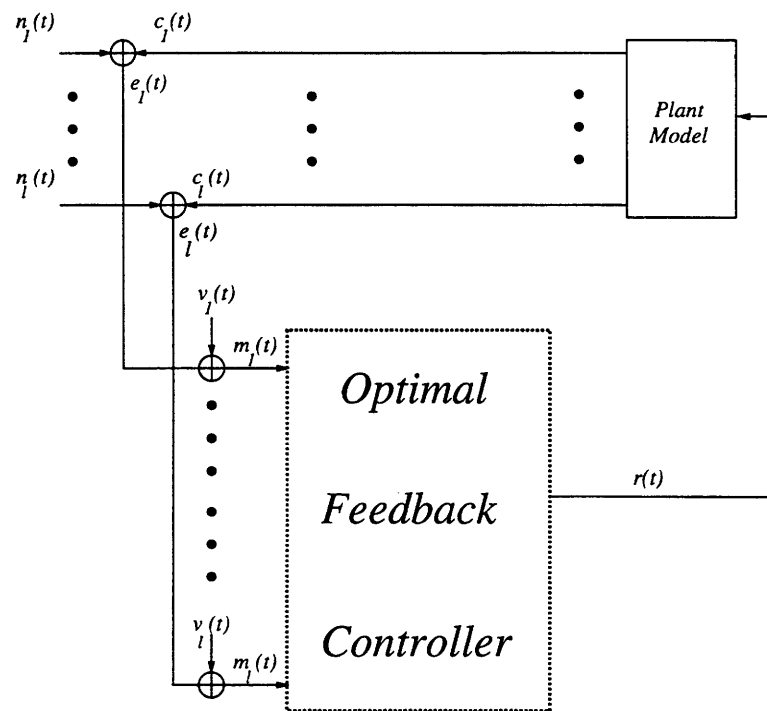 n_1(t)
c_1(t)
e_1(t)
Plant
Model
n_l(t)
c_l(t)
e_l(t)
v_1(t)
m_1(t)
Optimal
r(t)
Feedback
v_l(t)
m_l(t)
Controller